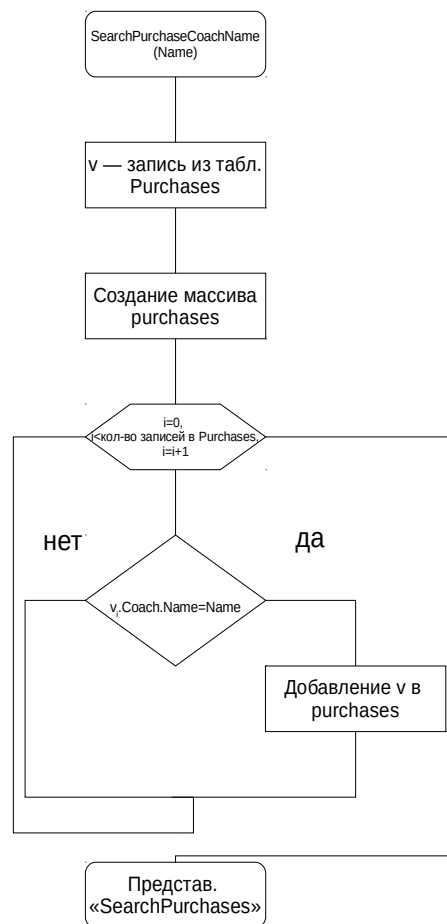 SearchPurchaseCoachName
(Name)
v — запись из табл.
Purchases
Создание массива
purchases
i=0,
i<кол-во записей в Purchases,
i=i+1
нет
да
vi.Coach.Name=Name
Добавление v в
purchases
Представ.
«SearchPurchases»